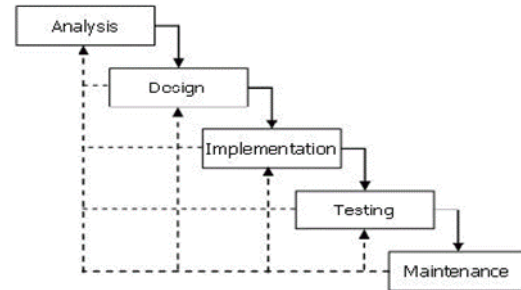 Analysis
Design
Implementation
Testing
Maintenance